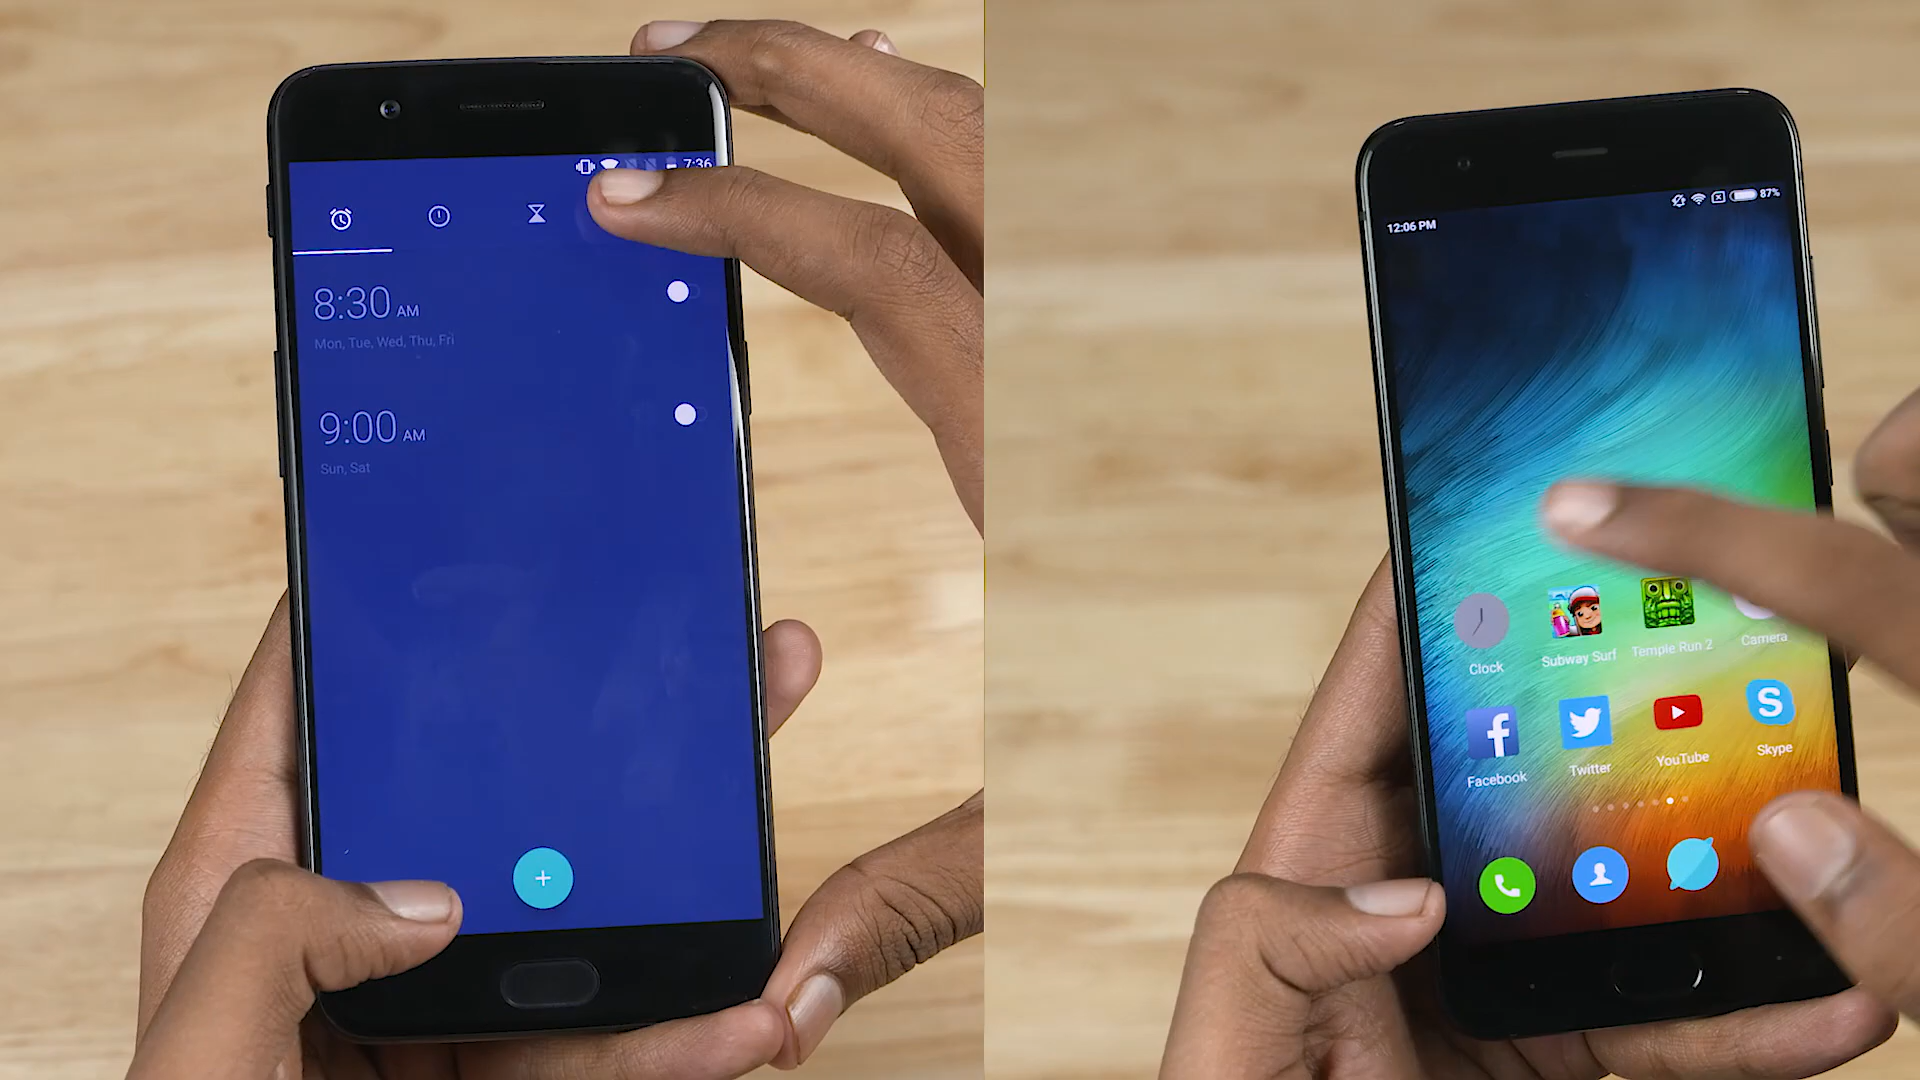 7:36
8:30 AM
Mon, Tue, Wed, Thu, Fri
9:00 AM
Sun, Sat
+
12:06 PM
87%
Clock
Subway Surf
Temple Run 2
Camera
Facebook
Twitter
YouTube
Skype